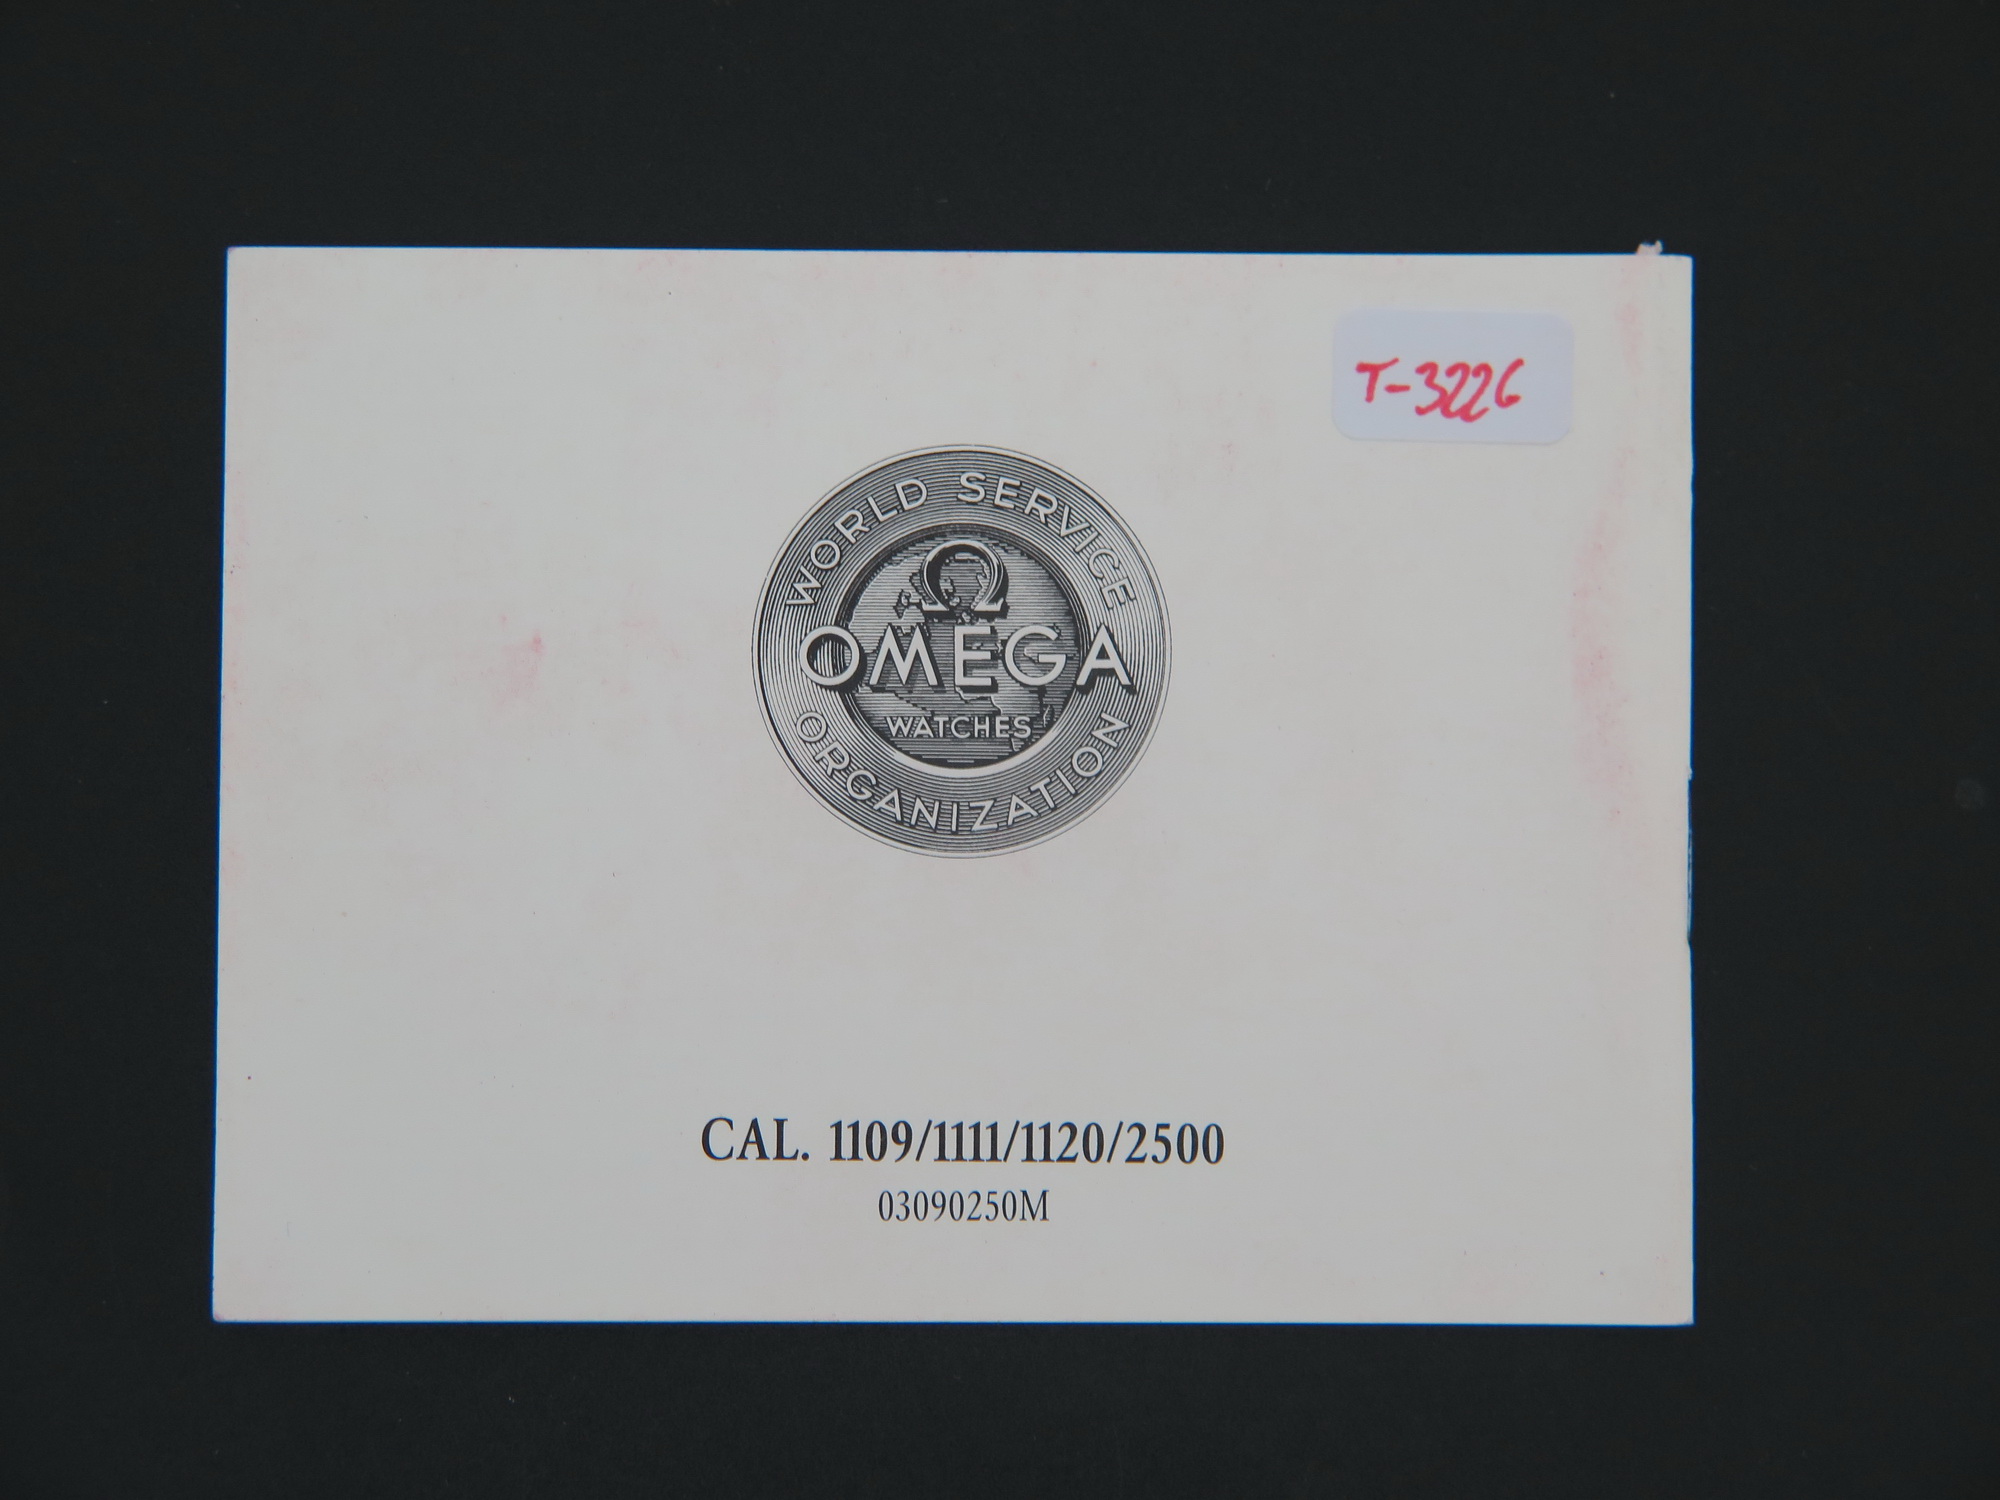 T-3226
WORLD SERVICE
Ω
OMEGA
WATCHES
ORGANIZATION
CAL. 1109/1111/1120/2500
03090250M